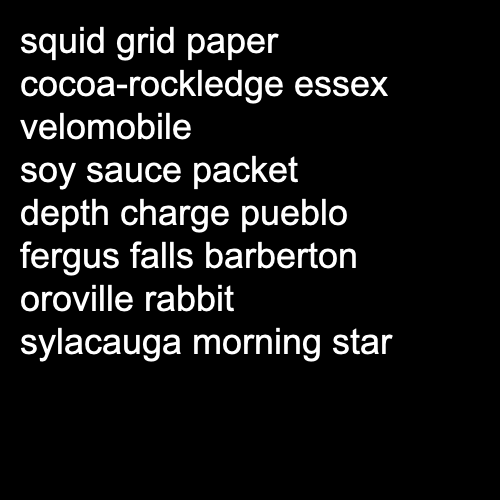 squid grid paper
cocoa-rockledge essex
velomobile
soy sauce packet
depth charge pueblo
fergus falls barberton
oroville rabbit
sylacauga morning star